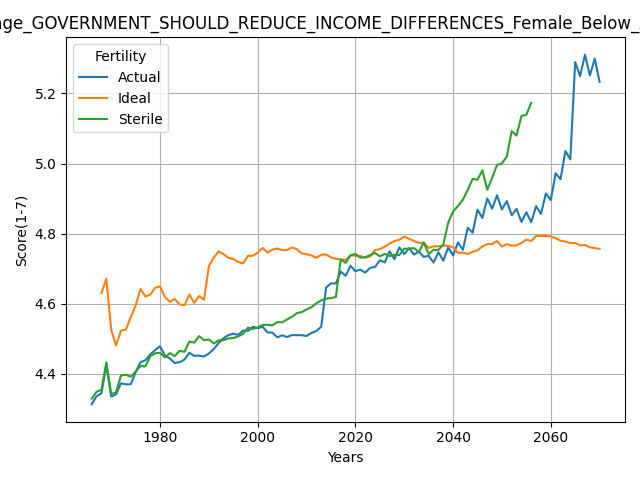 ge_GOVERNMENT_SHOULD_REDUCE_INCOME_DIFFERENCES_Female_Below_
Fertility
Actual
Ideal
Sterile
Score(1-7)
5.2
5.0
4.8
4.6
4.4
1980
2000
2020
2040
2060
Years